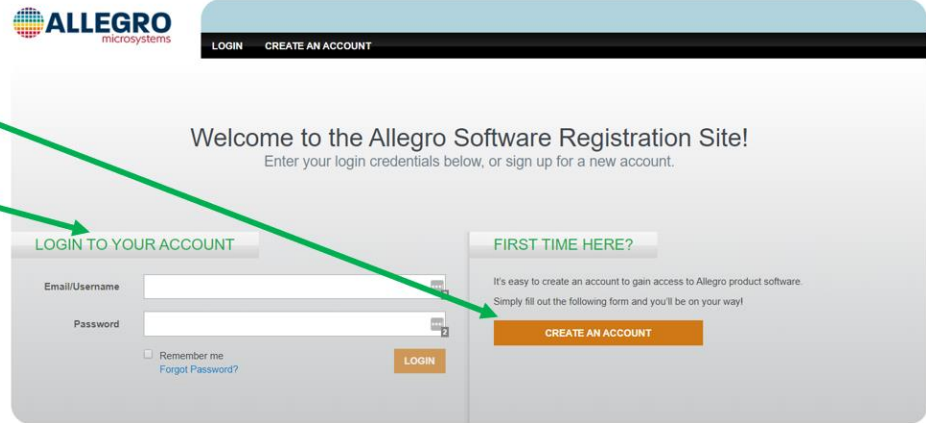 ALLEGRO
microsystems
LOGIN CREATE AN ACCOUNT
Welcome to the Allegro Software Registration Site!
Enter your login credentials below, or sign up for a new account.
LOGIN TO YOUR ACCOUNT
Email/Username
2
Password
2
Remember me
Forgot Password?
LOGIN
FIRST TIME HERE?
It's easy to create an account to gain access to Allegro product software.
Simply fill out the following form and you'll be on your way!
CREATE AN ACCOUNT